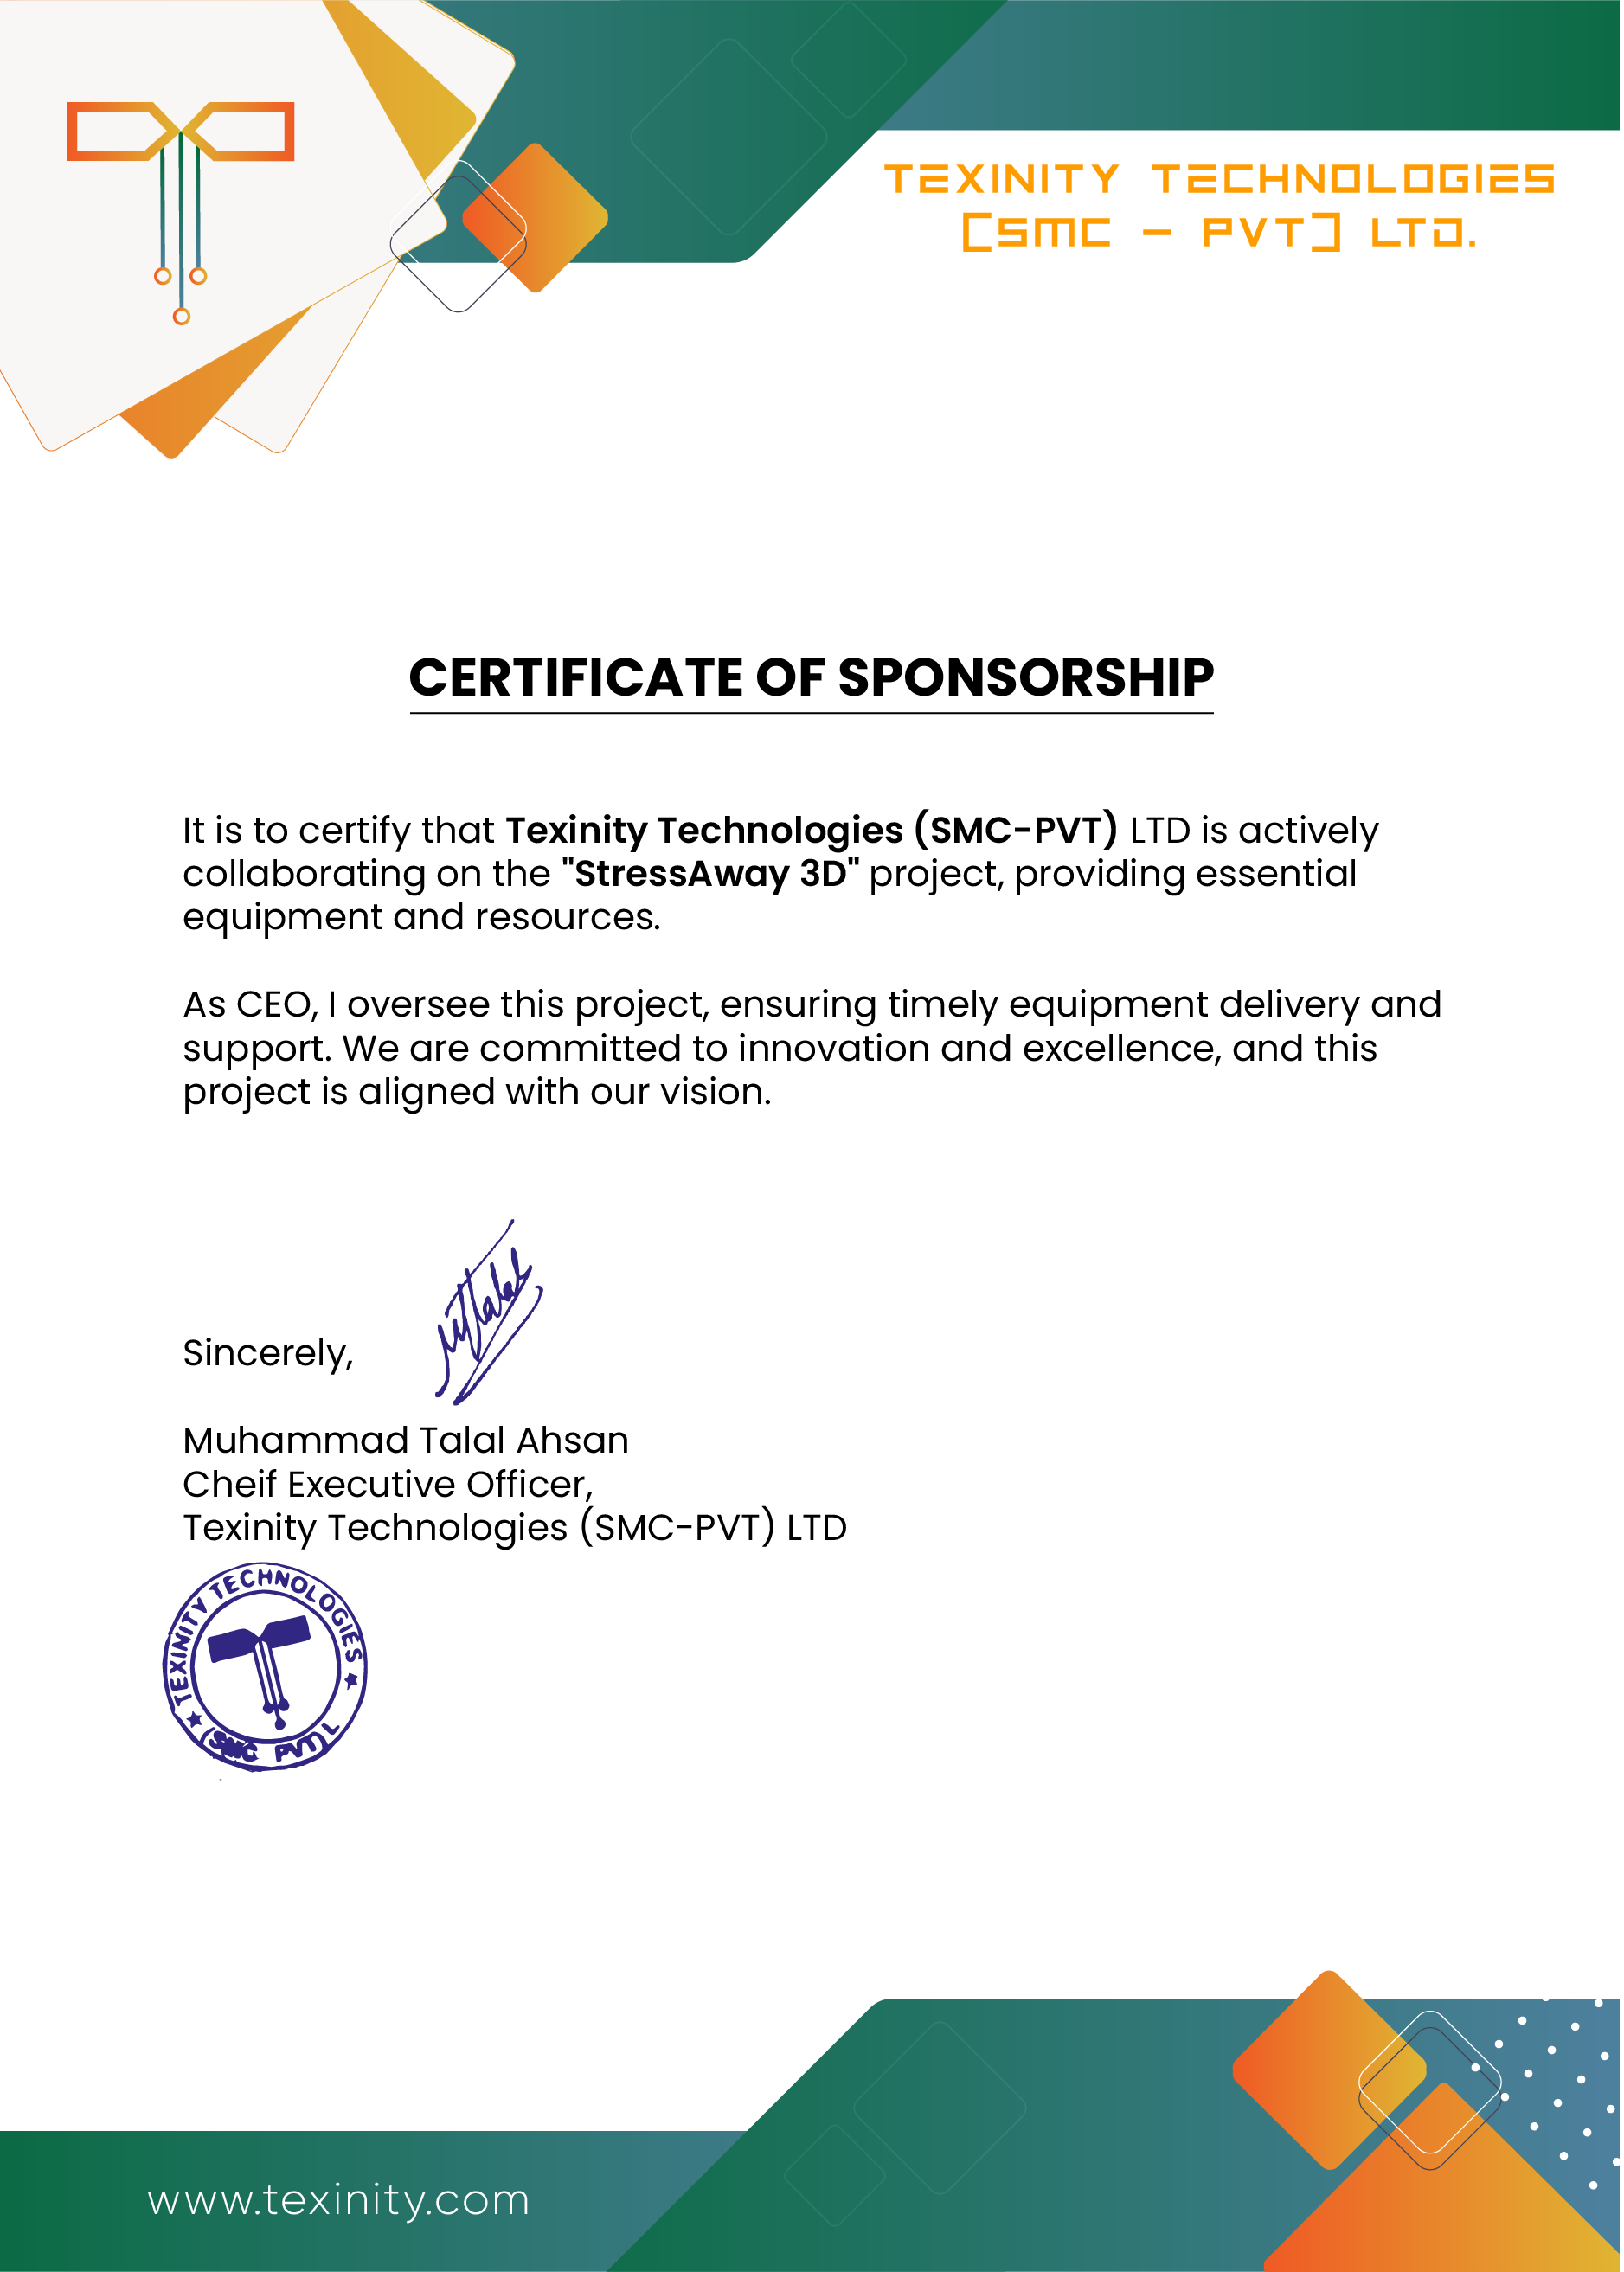 TEXINITY TECHNOLOGIES
[SMC - PVT] LTD.
CERTIFICATE OF SPONSORSHIP
It is to certify that Texinity Technologies (SMC-PVT) LTD is actively
collaborating on the "StressAway 3D" project, providing essential
equipment and resources.
As CEO, I oversee this project, ensuring timely equipment delivery and
support. We are committed to innovation and excellence, and this
project is aligned with our vision.
Sincerely,
Muhammad Talal Ahsan
Cheif Executive Officer,
Texinity Technologies (SMC-PVT) LTD
TEXINITY TECHNOLOGIES
(SMC PVT) L
www.texinity.com